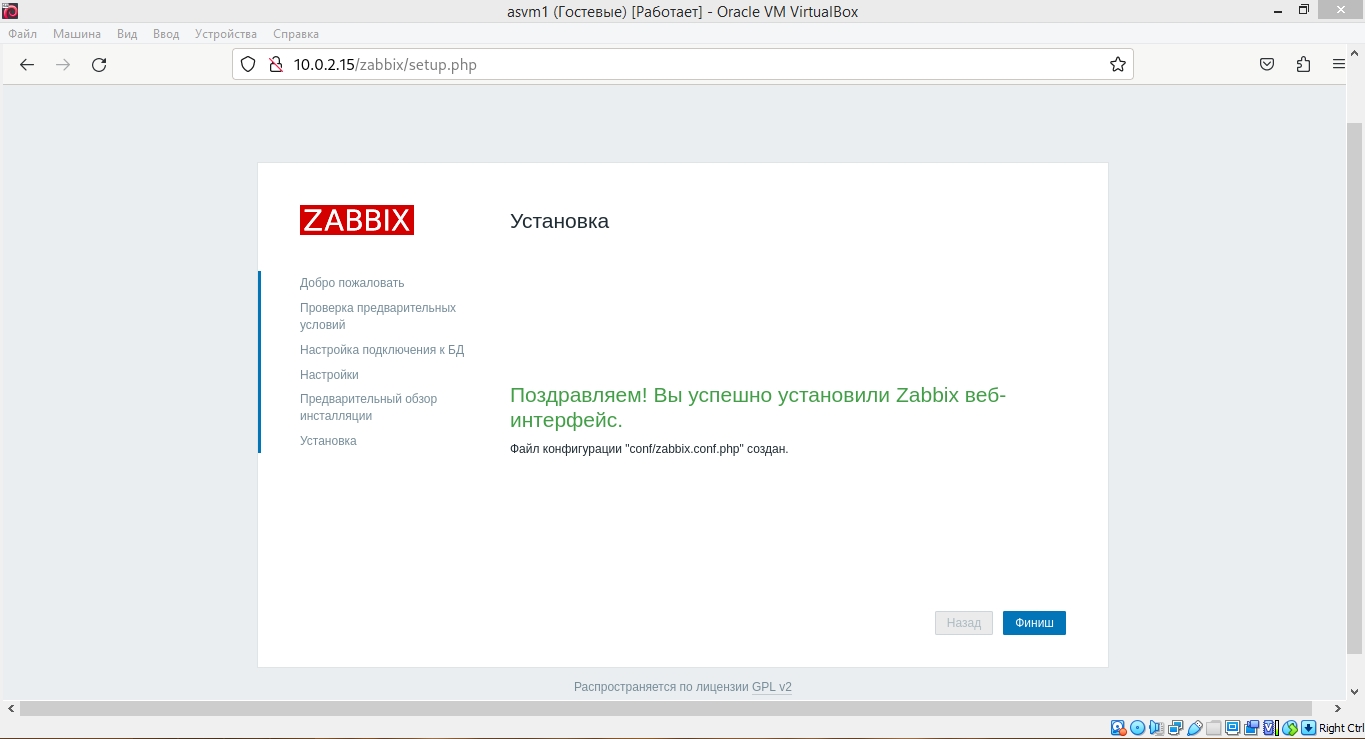 asvm1 (Гостевые) [Работает] - Oracle VM VirtualBox
Файл Машина Вид Ввод Устройства Справка
10.0.2.15/zabbix/setup.php
ZABBIX
Установка
Добро пожаловать
Проверка предварительных
условий
Настройка подключения к БД
Настройки
Предварительный обзор
инсталляции
Установка
Поздравляем! Вы успешно установили Zabbix веб-
интерфейс.
Файл конфигурации "conf/zabbix.conf.php" создан.
Назад Финиш
Распространяется по лицензии GPL v2
Right Ctrl